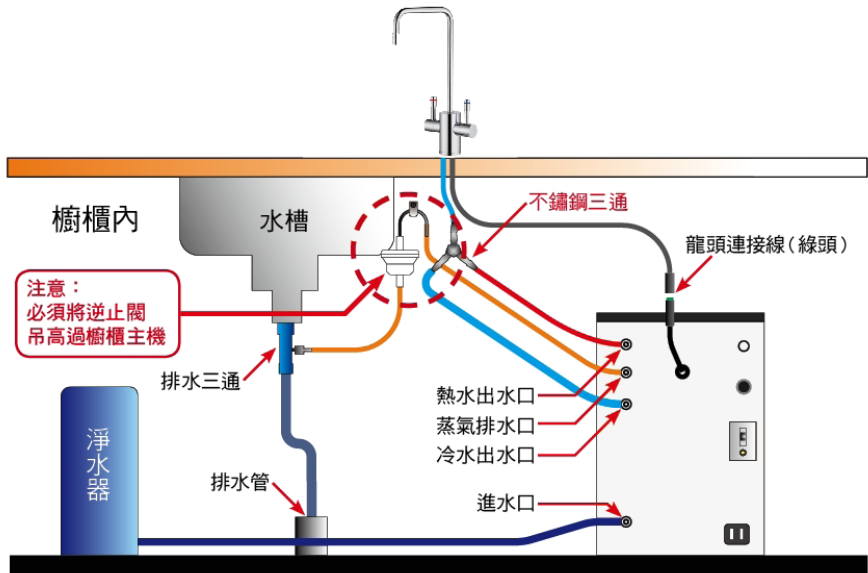 櫥櫃內
水槽
不鏽鋼三通
龍頭連接線(綠頭)
注意：
必須將逆止閥
吊高過櫥櫃主機
排水三通
熱水出水口
蒸氣排水口
冷水出水口
淨水器
排水管
進水口